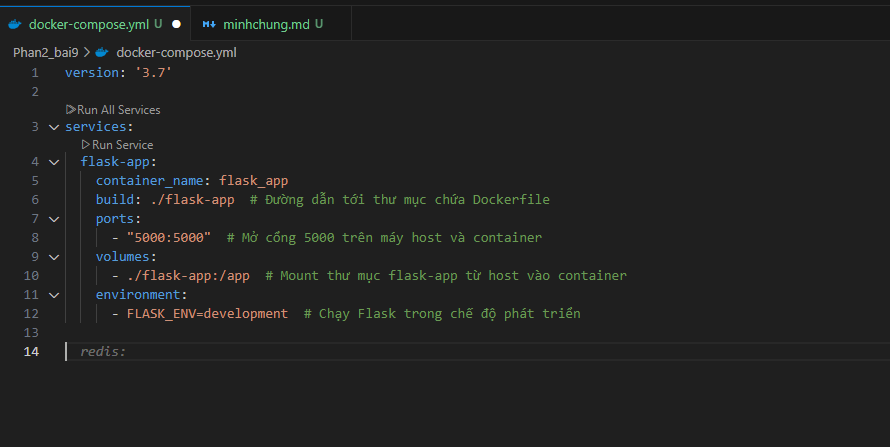 docker-compose.yml U
minhchung.md U
Phan2_bai9 > docker-compose.yml
1 version: '3.7'
2
Run All Services
3 services:
Run Service
4 flask-app:
5 container_name: flask_app
6 build: ./flask-app # Đường dẫn tới thư mục chứa Dockerfile
7 ports:
8 - "5000:5000" # Mở cổng 5000 trên máy host và container
9 volumes:
10 - ./flask-app:/app # Mount thư mục flask-app từ host vào container
11 environment:
12 - FLASK_ENV=development # Chạy Flask trong chế độ phát triển
13
14 redis: